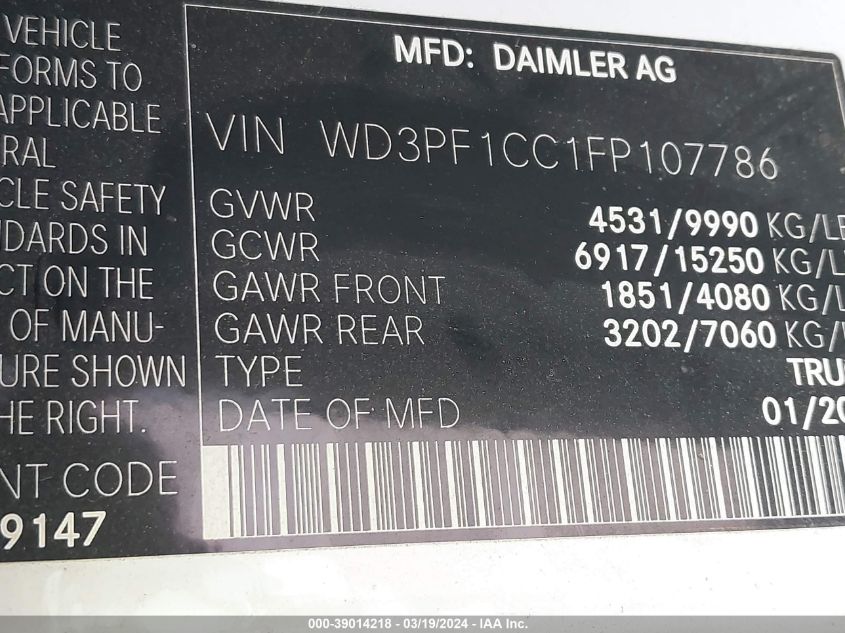 VEHICLE
FORMS TO
APPLICABLE
RAL
CLE SAFETY
DARDS IN
CT ON THE
OF MANU-
URE SHOWN
HE RIGHT.
NT CODE
9147
MFD: DAIMLER AG
VIN WD3PF1CC1FP107786
GVWR 4531/9990 KG/LB
GCWR 6917/15250 KG/L
GAWR FRONT 1851/4080 KG/L
GAWR REAR 3202/7060 KG/
TYPE TRU
DATE OF MFD 01/20
000-39014218 - 03/19/2024 - IAA Inc.